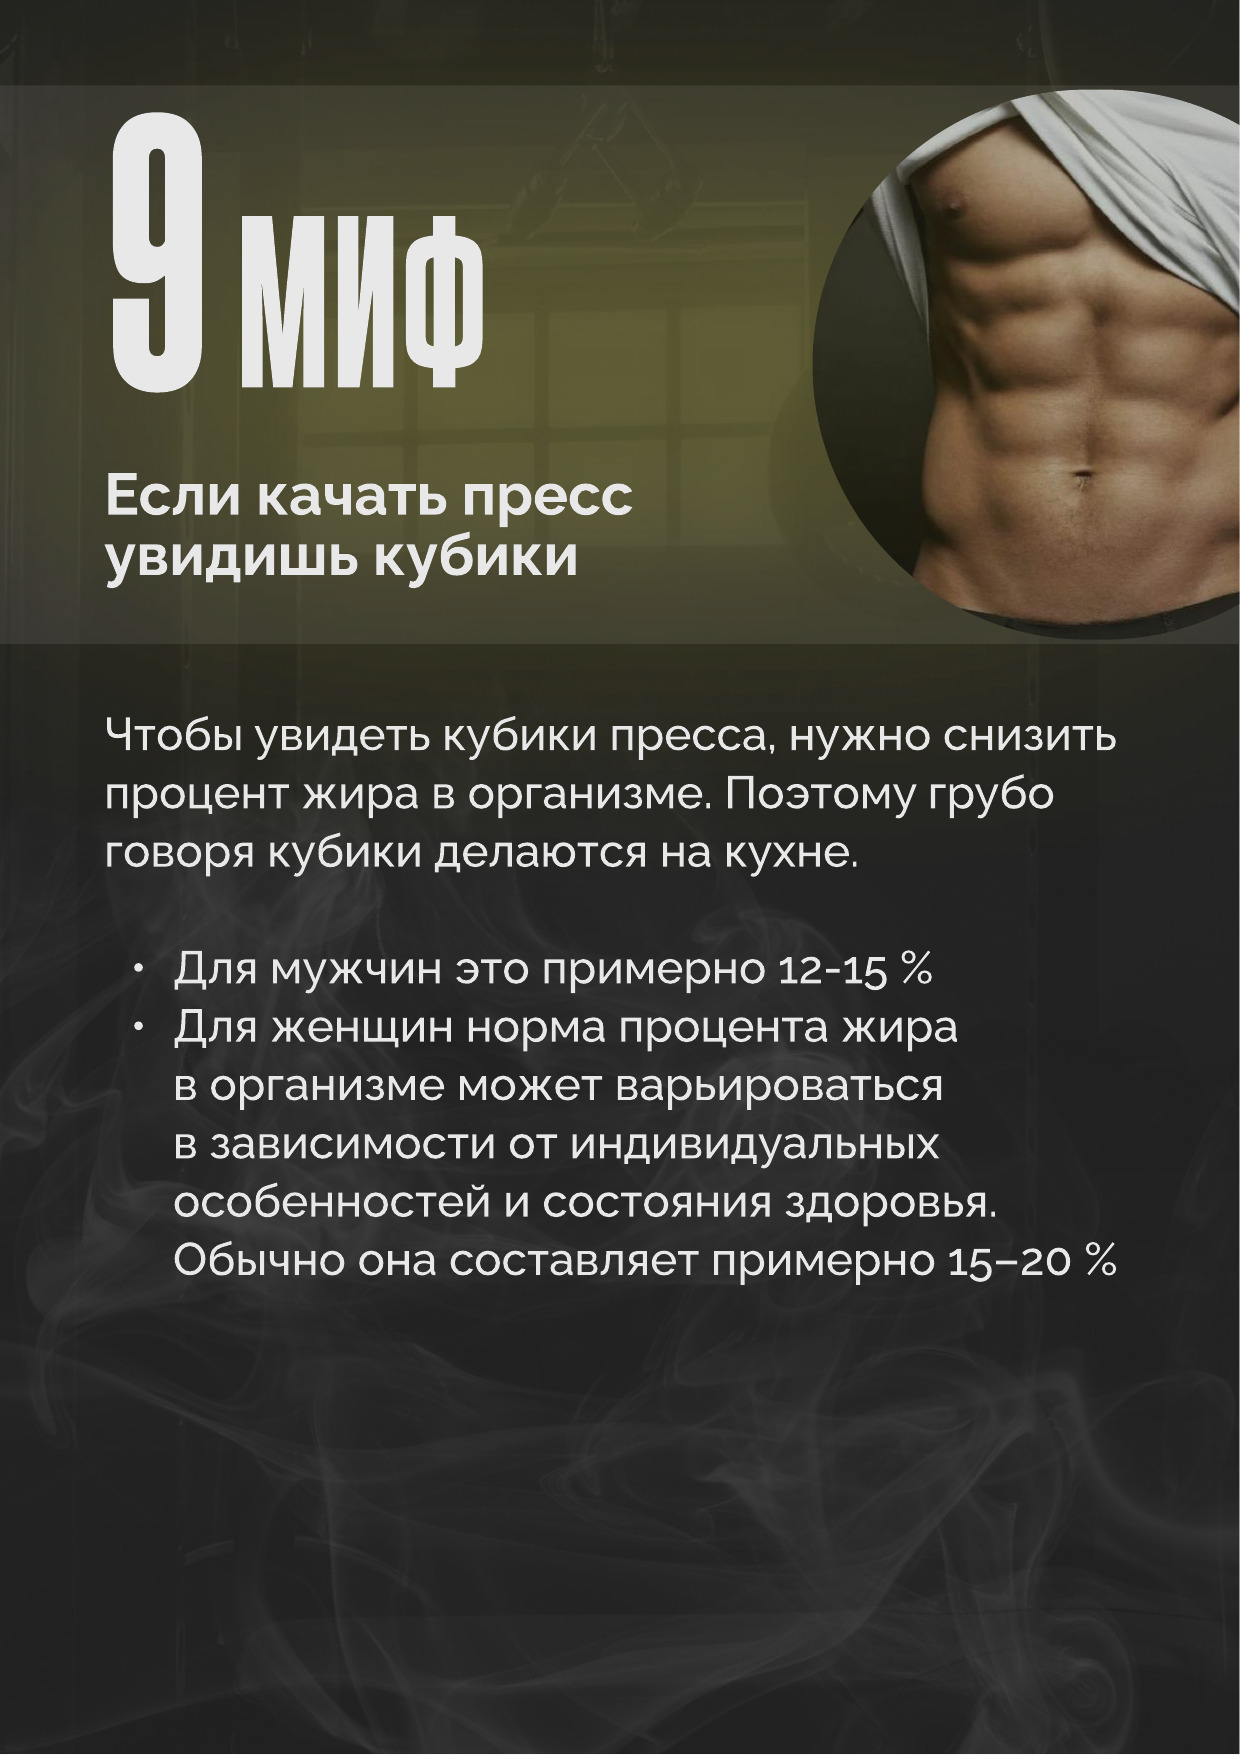 9 МИФ
Если качать пресс
увидишь кубики
Чтобы увидеть кубики пресса, нужно снизить
процент жира в организме. Поэтому грубо
говоря кубики делаются на кухне.
• Для мужчин это примерно 12-15 %
• Для женщин норма процента жира
в организме может варьироваться
в зависимости от индивидуальных
особенностей и состояния здоровья.
Обычно она составляет примерно 15–20 %